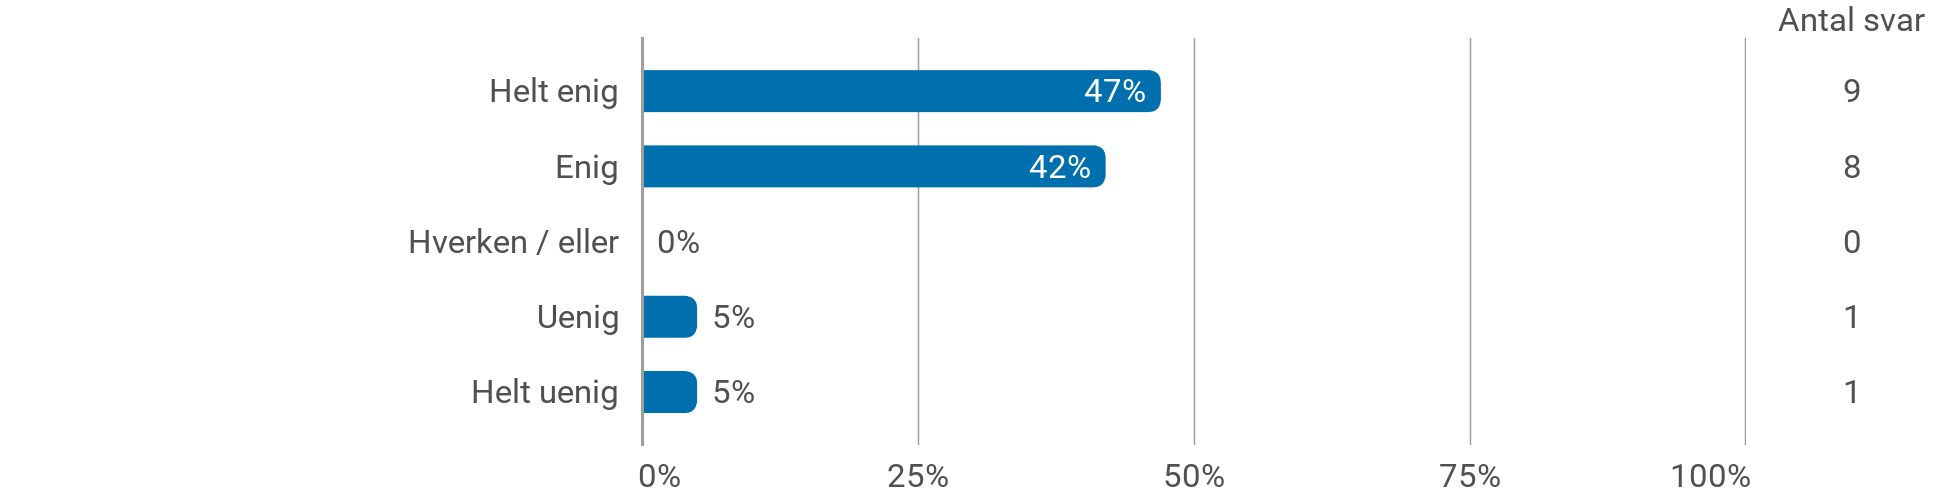 Antal svar
Helt enig 47% 9
Enig 42% 8
Hverken / eller 0% 0
Uenig 5% 1
Helt uenig 5% 1
0% 25% 50% 75% 100%